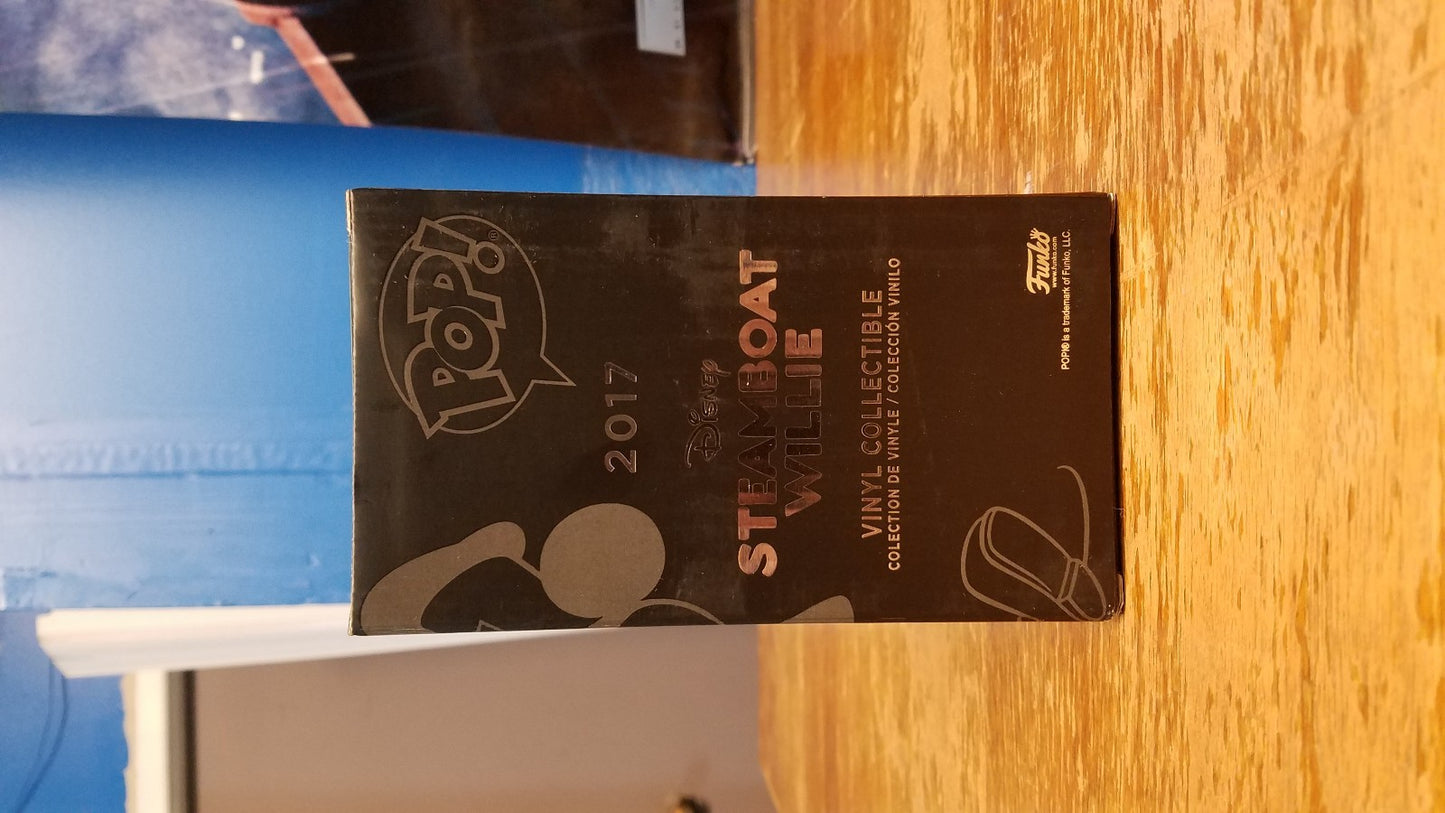 POP!®
2017
Disney
STEAMBOAT
WILLIE
VINYL COLLECTIBLE
COLECTION DE VINYLE / COLECCIÓN VINILO
Funko
www.funko.com
POP!® is a trademark of Funko, LLC.